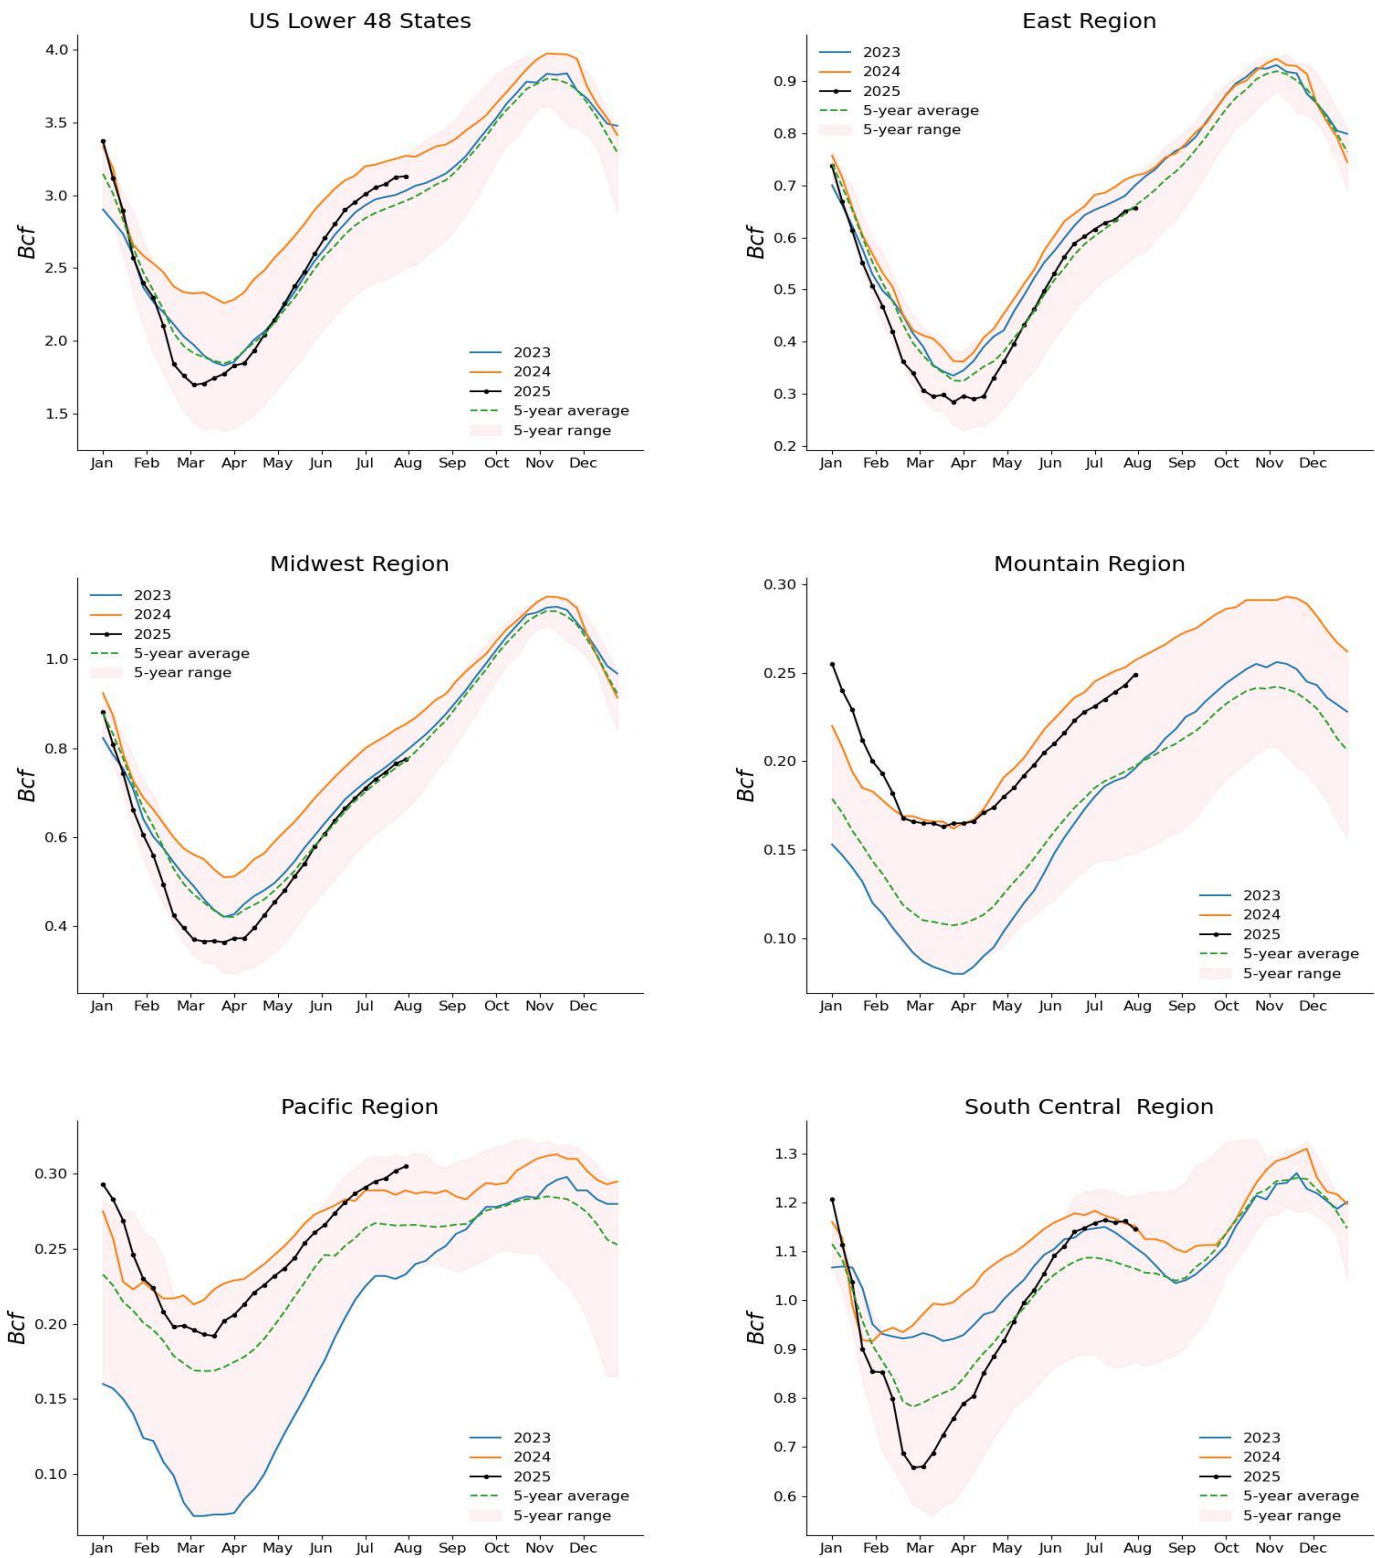 US Lower 48 States
4.0
3.5
3.0
2.5
2.0
1.5
Bcf
Jan Feb Mar Apr May Jun Jul Aug Sep Oct Nov Dec
2023
2024
2025
5-year average
5-year range
East Region
0.9
0.8
0.7
0.6
0.5
0.4
0.3
0.2
Bcf
Jan Feb Mar Apr May Jun Jul Aug Sep Oct Nov Dec
2023
2024
2025
5-year average
5-year range
Midwest Region
1.0
0.8
0.6
0.4
Bcf
Jan Feb Mar Apr May Jun Jul Aug Sep Oct Nov Dec
2023
2024
2025
5-year average
5-year range
Mountain Region
0.30
0.25
0.20
0.15
0.10
Bcf
Jan Feb Mar Apr May Jun Jul Aug Sep Oct Nov Dec
2023
2024
2025
5-year average
5-year range
Pacific Region
0.30
0.25
0.20
0.15
0.10
Bcf
Jan Feb Mar Apr May Jun Jul Aug Sep Oct Nov Dec
2023
2024
2025
5-year average
5-year range
South Central  Region
1.3
1.2
1.1
1.0
0.9
0.8
0.7
0.6
Bcf
Jan Feb Mar Apr May Jun Jul Aug Sep Oct Nov Dec
2023
2024
2025
5-year average
5-year range